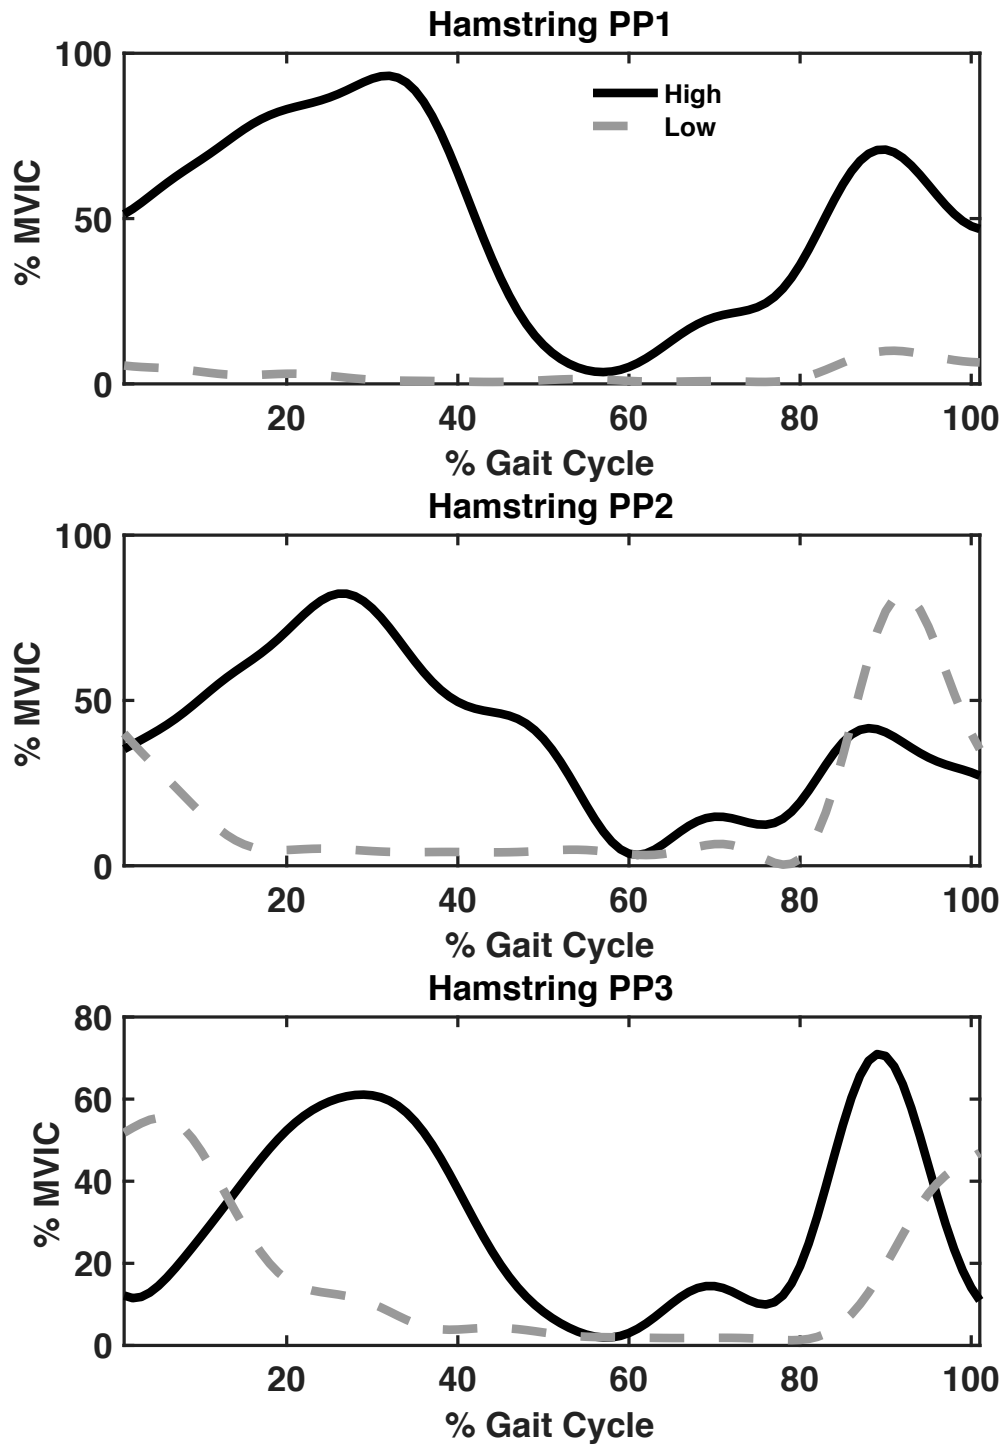 Hamstring PP1
100
High
Low
% MVIC
50
0
20 40 60 80 100
% Gait Cycle
Hamstring PP2
100
% MVIC
50
0
20 40 60 80 100
% Gait Cycle
Hamstring PP3
80
60
% MVIC
40
20
0
20 40 60 80 100
% Gait Cycle